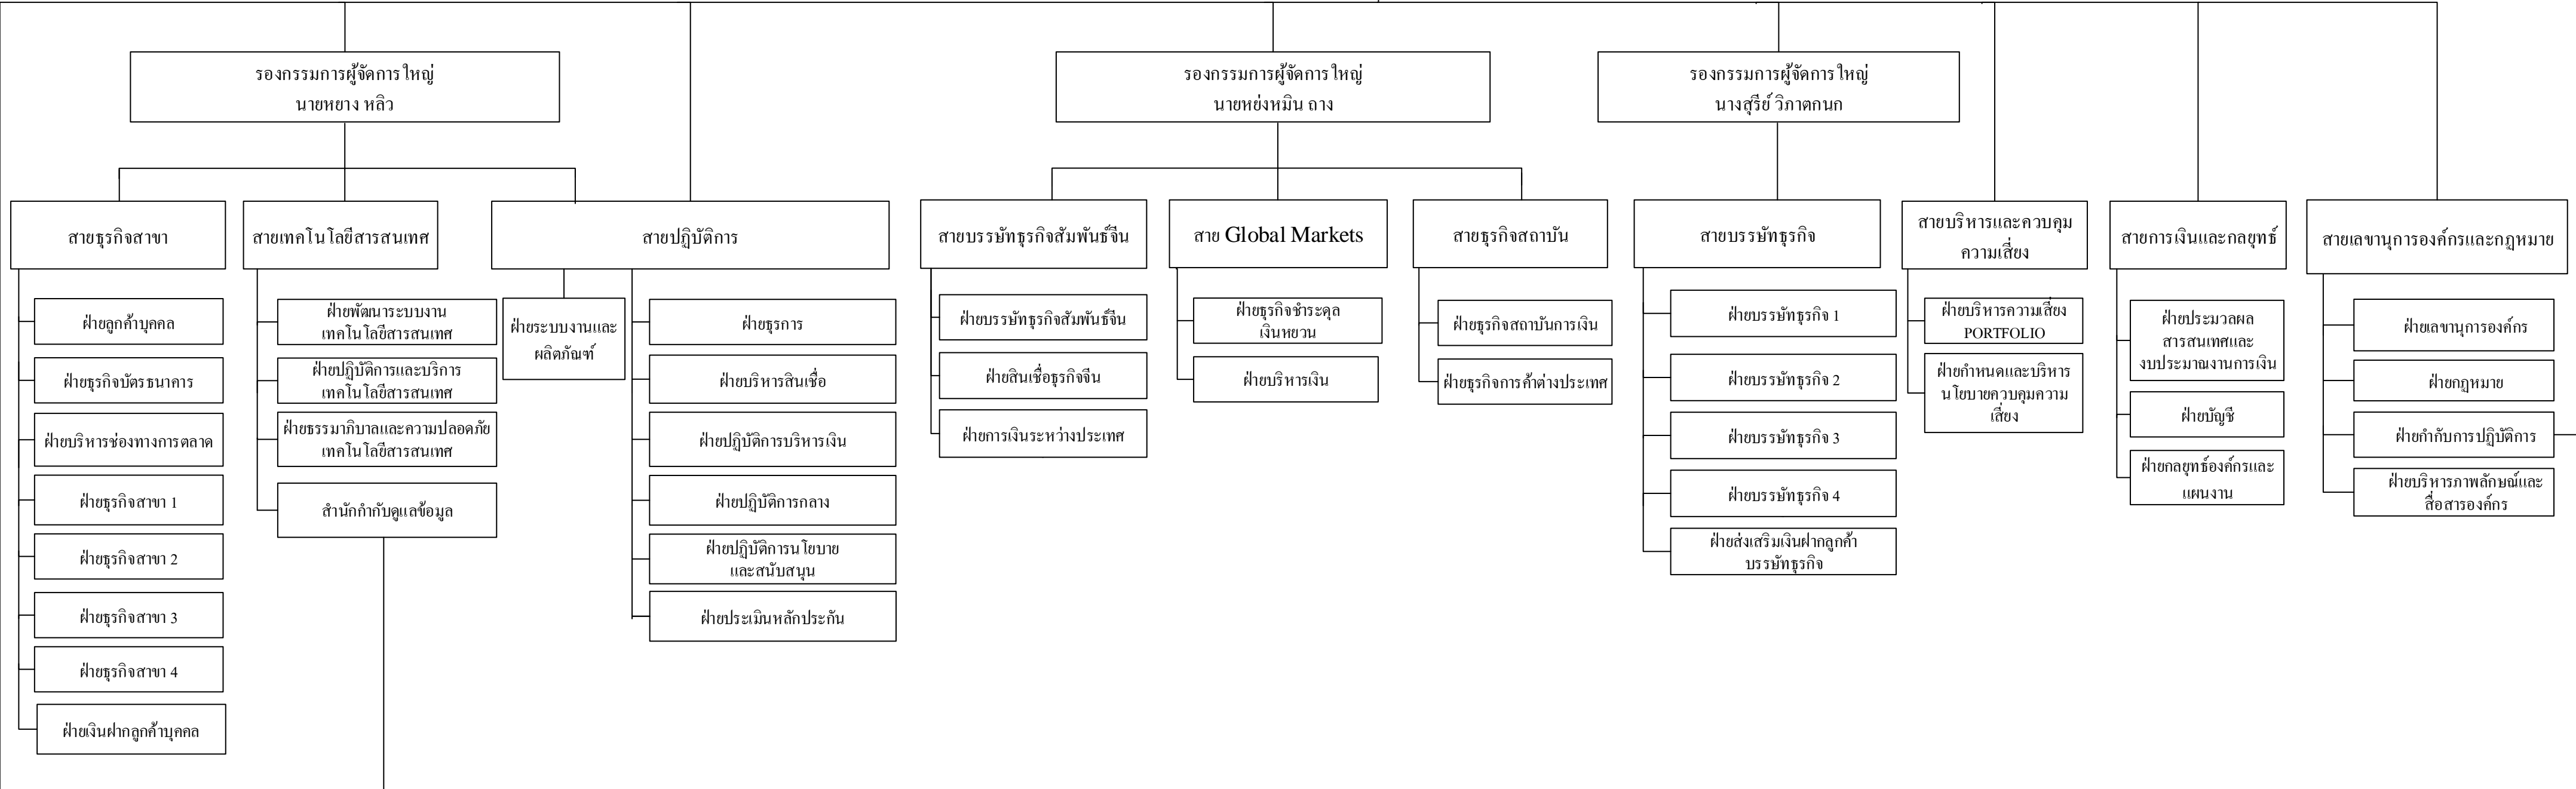 รองกรรมการผู้จัดการใหญ่
นายหยาง หลิว
รองกรรมการผู้จัดการใหญ่
นายหย่งหมิน ถาง
รองกรรมการผู้จัดการใหญ่
นางสุรีย์ วิภาตกนก
สายธุรกิจสาขา
สายเทคโนโลยีสารสนเทศ
สายปฏิบัติการ
สายบรรษัทธุรกิจสัมพันธ์จีน
สาย Global Markets
สายธุรกิจสถาบัน
สายบรรษัทธุรกิจ
สายบริหารและควบคุม
ความเสี่ยง
สายการเงินและกลยุทธ์
สายเลขานุการองค์กรและกฎหมาย
ฝ่ายลูกค้าบุคคล
ฝ่ายธุรกิจบัตรธนาคาร
ฝ่ายบริหารช่องทางการตลาด
ฝ่ายธุรกิจสาขา 1
ฝ่ายธุรกิจสาขา 2
ฝ่ายธุรกิจสาขา 3
ฝ่ายธุรกิจสาขา 4
ฝ่ายเงินฝากลูกค้าบุคคล
ฝ่ายพัฒนาระบบงาน
เทคโนโลยีสารสนเทศ
ฝ่ายปฏิบัติการและบริการ
เทคโนโลยีสารสนเทศ
ฝ่ายธรรมาภิบาลและความปลอดภัย
เทคโนโลยีสารสนเทศ
สำนักกำกับดูแลข้อมูล
ฝ่ายระบบงานและ
ผลิตภัณฑ์
ฝ่ายธุรการ
ฝ่ายบริหารสินเชื่อ
ฝ่ายปฏิบัติการบริหารเงิน
ฝ่ายปฏิบัติการกลาง
ฝ่ายปฏิบัติการนโยบาย
และสนับสนุน
ฝ่ายประเมินหลักประกัน
ฝ่ายบรรษัทธุรกิจสัมพันธ์จีน
ฝ่ายสินเชื่อธุรกิจจีน
ฝ่ายการเงินระหว่างประเทศ
ฝ่ายธุรกิจชำระดุล
เงินหยวน
ฝ่ายบริหารเงิน
ฝ่ายธุรกิจสถาบันการเงิน
ฝ่ายธุรกิจการค้าต่างประเทศ
ฝ่ายบรรษัทธุรกิจ 1
ฝ่ายบรรษัทธุรกิจ 2
ฝ่ายบรรษัทธุรกิจ 3
ฝ่ายบรรษัทธุรกิจ 4
ฝ่ายส่งเสริมเงินฝากลูกค้า
บรรษัทธุรกิจ
ฝ่ายบริหารความเสี่ยง
PORTFOLIO
ฝ่ายกำหนดและบริหาร
นโยบายควบคุมความ
เสี่ยง
ฝ่ายประมวลผล
สารสนเทศและ
งบประมาณงานการเงิน
ฝ่ายบัญชี
ฝ่ายกลยุทธ์องค์กรและ
แผนงาน
ฝ่ายเลขานุการองค์กร
ฝ่ายกฎหมาย
ฝ่ายกำกับการปฏิบัติการ
ฝ่ายบริหารภาพลักษณ์และ
สื่อสารองค์กร